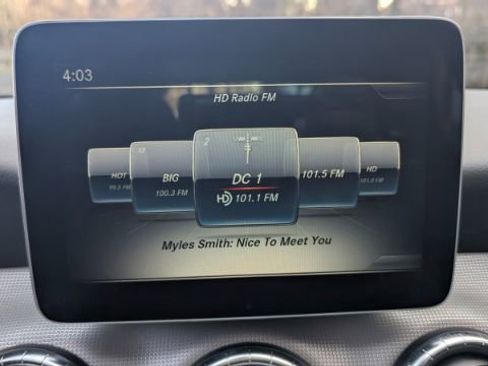 4:03
HD Radio FM
2
HOT
BIG
100.3 FM
DC 1
HD 101.1 FM
101.5 FM
HD
Myles Smith: Nice To Meet You